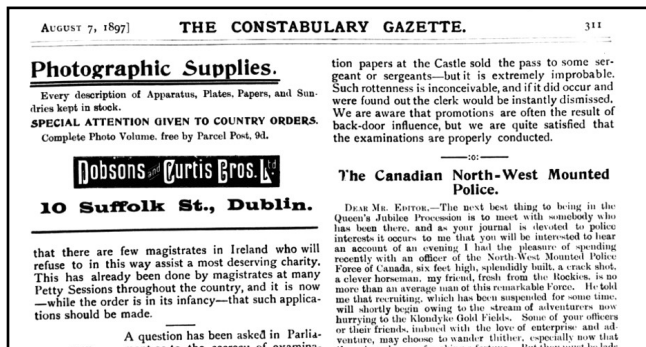 AUGUST 7, 1897] THE CONSTABULARY GAZETTE. 311
Photographic Supplies.
Every description of Apparatus, Plates, Papers, and Sun-
dries kept in stock.
SPECIAL ATTENTION GIVEN TO COUNTRY ORDERS.
Complete Photo Volume, free by Parcel Post, 9d.
Dobsons and Curtis Bros. Ltd
10 Suffolk St., Dublin.
that there are few magistrates in Ireland who will
refuse to in this way assist a most deserving charity.
This has already been done by magistrates at many
Petty Sessions throughout the country, and it is now
—while the order is in its infancy—that such applica-
tions should be made.
A question has been asked in Parlia-
tion papers at the Castle sold the pass to some ser-
geant or sergeants—but it is extremely improbable.
Such rottenness is inconceivable, and if it did occur and
were found out the clerk would be instantly dismissed.
We are aware that promotions are often the result of
back-door influence, but we are quite satisfied that
the examinations are properly conducted.
—:o:—
The Canadian North-West Mounted
Police.
DEAR MR. EDITOR,—The next best thing to being in the
Queen's Jubilee Procession is to meet with somebody who
has been there, and as your journal is devoted to police
interests it occurs to me that you will be interested to hear
an account of an evening I had the pleasure of spending
recently with an officer of the North-West Mounted Police
Force of Canada, six feet high, splendidly built, a crack shot,
a clever horseman, my friend, fresh from the Rockies, is no
more than an average man of this remarkable Force. He told
me that recruiting, which has been suspended for some time,
will shortly begin owing to the stream of adventurers now
hurrying to the Klondyke Gold Fields. Some of your officers
or their friends, imbued with the love of enterprise and ad-
venture, may choose to wander thither, especially now that